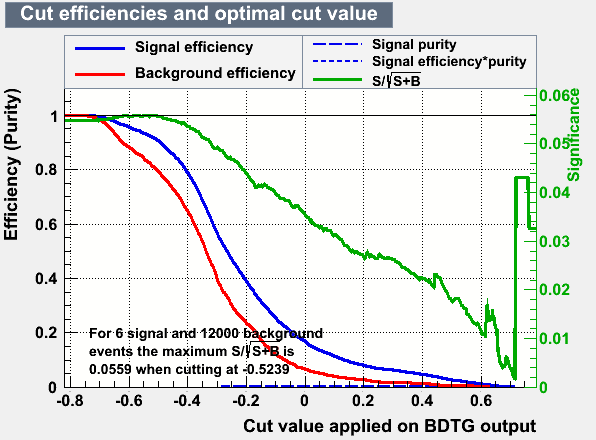 Cut efficiencies and optimal cut value
Signal efficiency
Background efficiency
Signal purity
Signal efficiency*purity
S/√S+B
Efficiency (Purity)
1
0.8
0.6
0.4
0.2
0
0.06
0.05
0.04
0.03
0.02
0.01
0
Significance
For 6 signal and 12000 background
events the maximum S/√S+B is
0.0559 when cutting at -0.5239
-0.8 -0.6 -0.4 -0.2 0 0.2 0.4 0.6
Cut value applied on BDTG output